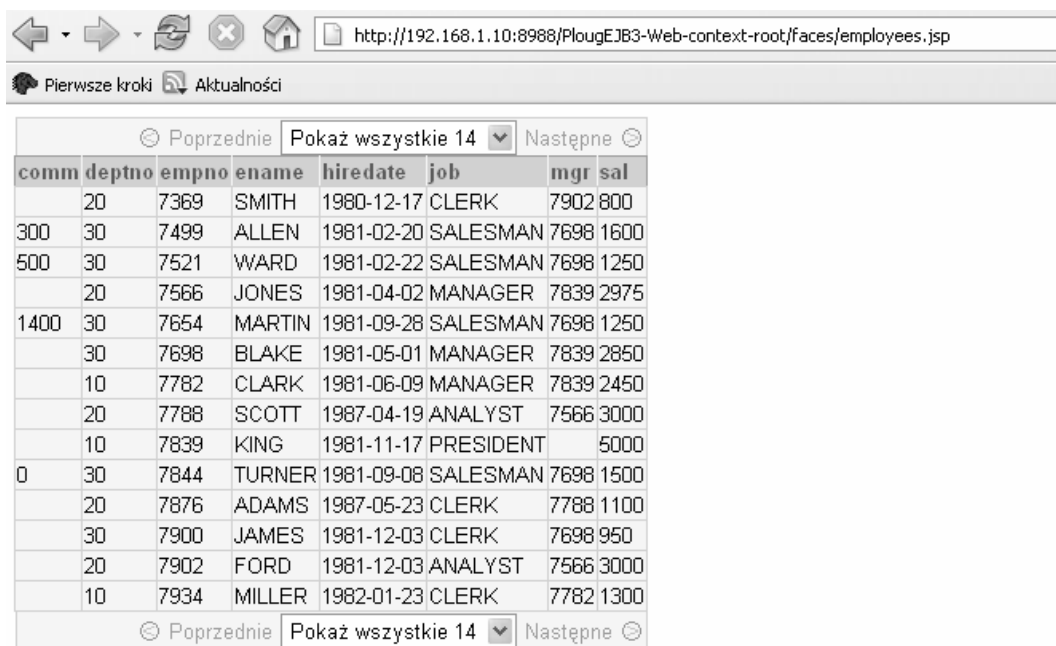 http://192.168.1.10:8988/PlougEJB3-Web-context-root/faces/employees.jsp
Pierwsze kroki Aktualności
Poprzednie Pokaż wszystkie 14 Następne
comm deptno empno ename hiredate job mgr sal
20 7369 SMITH 1980-12-17 CLERK 7902 800
300 30 7499 ALLEN 1981-02-20 SALESMAN 7698 1600
500 30 7521 WARD 1981-02-22 SALESMAN 7698 1250
20 7566 JONES 1981-04-02 MANAGER 7839 2975
1400 30 7654 MARTIN 1981-09-28 SALESMAN 7698 1250
30 7698 BLAKE 1981-05-01 MANAGER 7839 2850
10 7782 CLARK 1981-06-09 MANAGER 7839 2450
20 7788 SCOTT 1987-04-19 ANALYST 7566 3000
10 7839 KING 1981-11-17 PRESIDENT 5000
0 30 7844 TURNER 1981-09-08 SALESMAN 7698 1500
20 7876 ADAMS 1987-05-23 CLERK 7788 1100
30 7900 JAMES 1981-12-03 CLERK 7698 950
20 7902 FORD 1981-12-03 ANALYST 7566 3000
10 7934 MILLER 1982-01-23 CLERK 7782 1300
Poprzednie Pokaż wszystkie 14 Następne